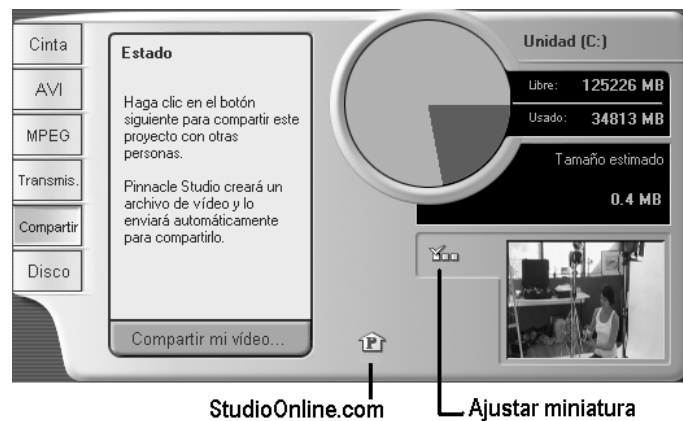 Cinta
AVI
MPEG
Transmis.
Compartir
Disco
Estado
Haga clic en el botón
siguiente para compartir este
proyecto con otras
personas.
Pinnacle Studio creará un
archivo de vídeo y lo
enviará automáticamente
para compartirlo.
Compartir mi vídeo...
Unidad (C:)
Libre: 125226 MB
Usado: 34813 MB
Tamaño estimado
0.4 MB
P
StudioOnline.com
Ajustar miniatura